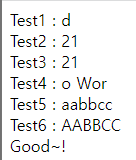 Test1 : d
Test2 : 21
Test3 : 21
Test4 : o Wor
Test5 : aabbcc
Test6 : AABBCC
Good~!